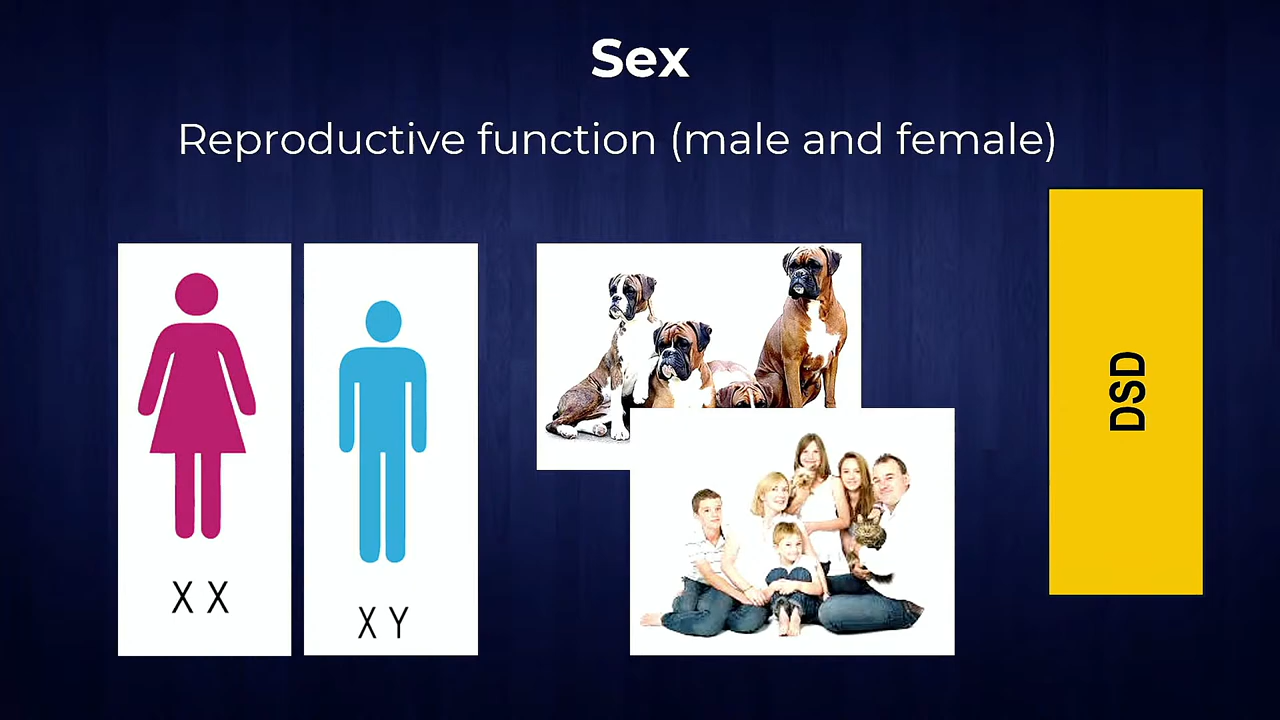 Sex
Reproductive function (male and female)
X X
X Y
DSD